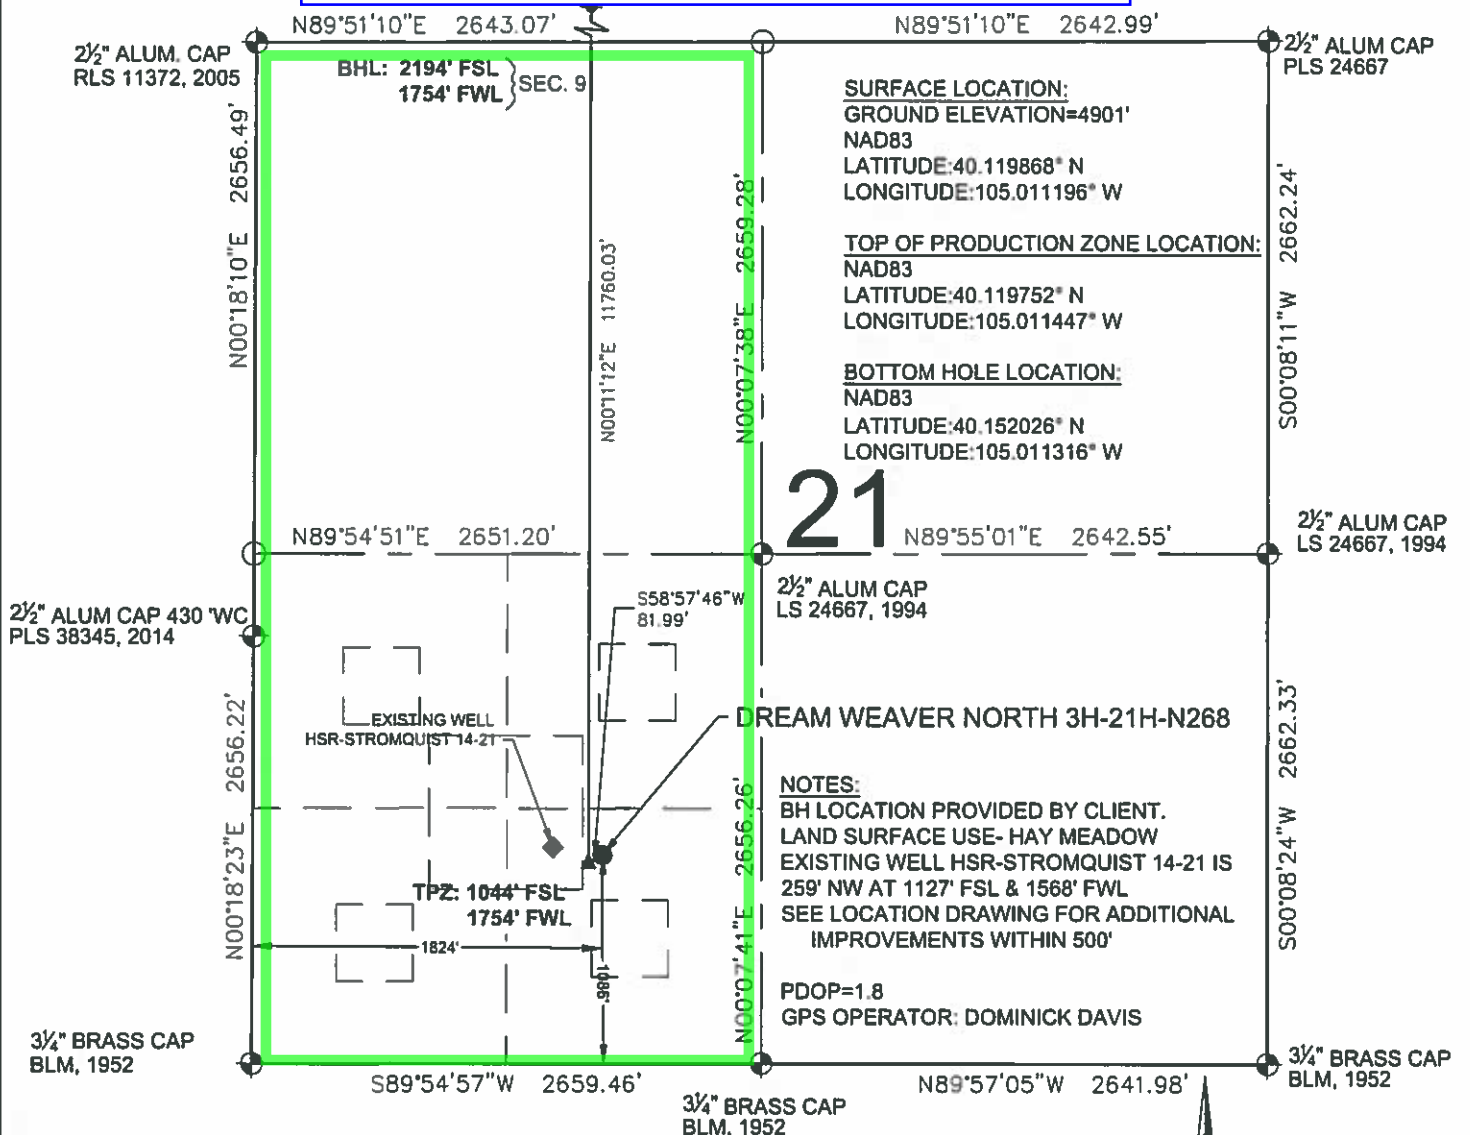 N89°51'10"E 2643.07'
N89°51'10"E 2642.99'
2½" ALUM. CAP
RLS 11372, 2005
2½" ALUM CAP
PLS 24667
BHL: 2194' FSL
1754' FWL
SEC. 9
SURFACE LOCATION:
GROUND ELEVATION=4901'
NAD83
LATITUDE:40.119868° N
LONGITUDE:105.011196° W
TOP OF PRODUCTION ZONE LOCATION:
NAD83
LATITUDE:40.119752° N
LONGITUDE:105.011447° W
BOTTOM HOLE LOCATION:
NAD83
LATITUDE:40.152026° N
LONGITUDE:105.011316° W
N00°18'10"E 2656.49'
N00°11'12"E 11760.03'
N00°07'38"E 2659.28'
S00°08'11"W 2662.24'
21
N89°54'51"E 2651.20'
N89°55'01"E 2642.55'
2½" ALUM CAP
LS 24667, 1994
2½" ALUM CAP
LS 24667, 1994
2½" ALUM CAP 430 'WC
PLS 38345, 2014
S58°57'46"W
81.99'
EXISTING WELL
HSR-STROMQUIST 14-21
DREAM WEAVER NORTH 3H-21H-N268
N00°18'23"E 2656.22'
N00°07'41"E 2656.26'
S00°08'24"W 2662.33'
NOTES:
BH LOCATION PROVIDED BY CLIENT.
LAND SURFACE USE- HAY MEADOW
EXISTING WELL HSR-STROMQUIST 14-21 IS
259' NW AT 1127' FSL & 1568' FWL
SEE LOCATION DRAWING FOR ADDITIONAL
IMPROVEMENTS WITHIN 500'
PDOP=1.8
GPS OPERATOR: DOMINICK DAVIS
TPZ: 1044' FSL
1754' FWL
1824'
1086'
3¼" BRASS CAP
BLM, 1952
S89°54'57"W 2659.46'
N89°57'05"W 2641.98'
3¼" BRASS CAP
BLM, 1952
3¼" BRASS CAP
BLM, 1952